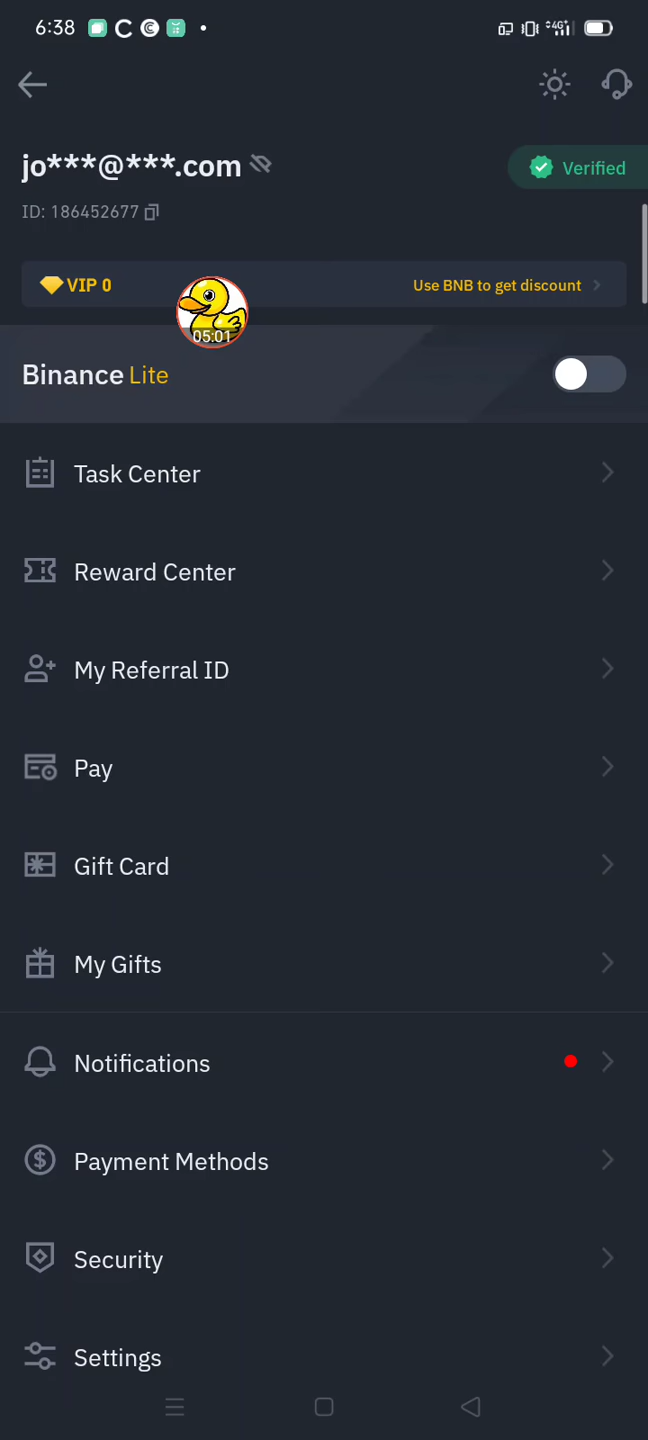 6:38
4G+
jo***@***.com
Verified
ID: 186452677
VIP 0
Use BNB to get discount
05:01
Binance Lite
Task Center
Reward Center
My Referral ID
Pay
Gift Card
My Gifts
Notifications
Payment Methods
Security
Settings